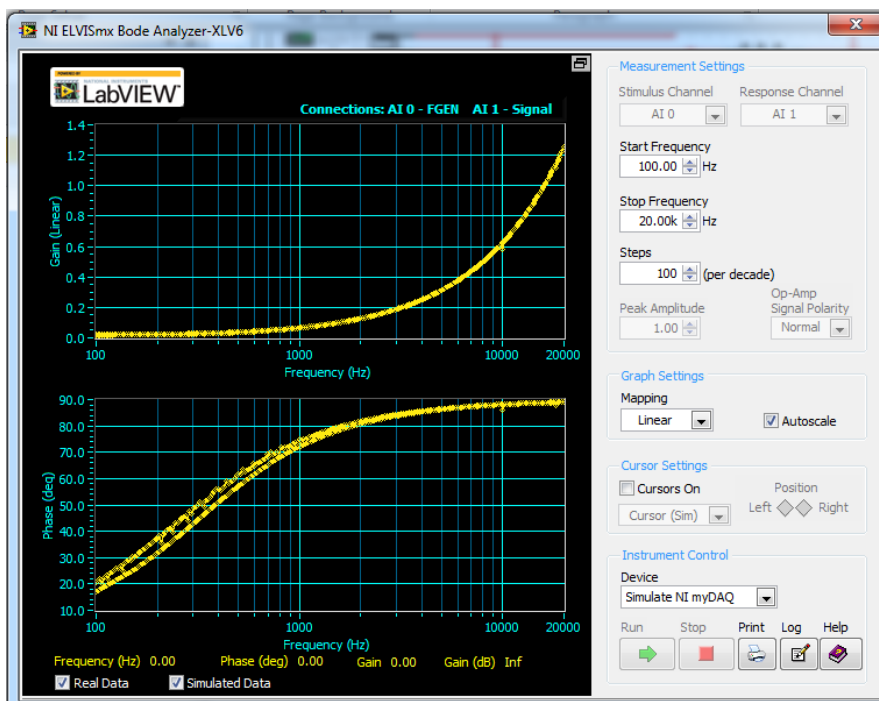 NI ELVISmx Bode Analyzer-XLV6
POWERED BY
NATIONAL INSTRUMENTS
LabVIEW™
Connections: AI 0 - FGEN AI 1 - Signal
1.4
1.2
1.0
0.8
0.6
0.4
0.2
0.0
Gain (Linear)
100 1000 10000 20000
Frequency (Hz)
90.0
80.0
70.0
60.0
50.0
40.0
30.0
20.0
10.0
Phase (deg)
100 1000 10000 20000
Frequency (Hz)
Frequency (Hz) 0.00 Phase (deg) 0.00 Gain 0.00 Gain (dB) Inf
Real Data Simulated Data
Measurement Settings
Stimulus Channel Response Channel
AI 0 AI 1
Start Frequency
100.00 Hz
Stop Frequency
20.00k Hz
Steps
100 (per decade)
Peak Amplitude Op-Amp Signal Polarity
1.00 Normal
Graph Settings
Mapping
Linear Autoscale
Cursor Settings
Cursors On Position
Cursor (Sim) Left Right
Instrument Control
Device
Simulate NI myDAQ
Run Stop Print Log Help